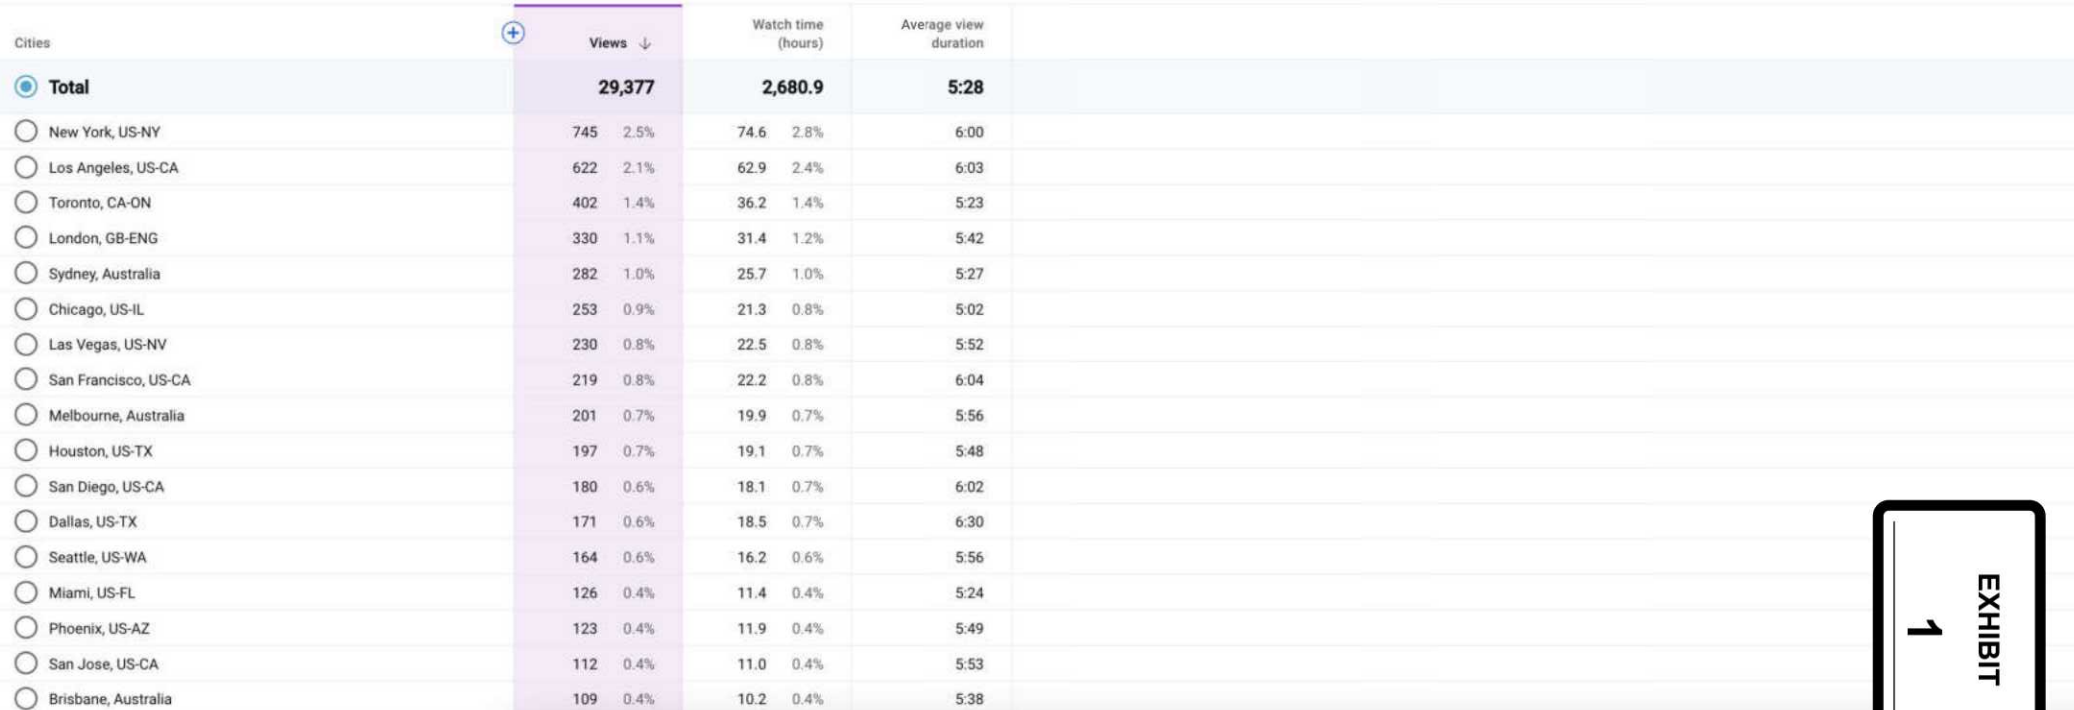 Cities Views ↓ Watch time (hours) Average view duration
Total 29,377 2,680.9 5:28
New York, US-NY 745 2.5% 74.6 2.8% 6:00
Los Angeles, US-CA 622 2.1% 62.9 2.4% 6:03
Toronto, CA-ON 402 1.4% 36.2 1.4% 5:23
London, GB-ENG 330 1.1% 31.4 1.2% 5:42
Sydney, Australia 282 1.0% 25.7 1.0% 5:27
Chicago, US-IL 253 0.9% 21.3 0.8% 5:02
Las Vegas, US-NV 230 0.8% 22.5 0.8% 5:52
San Francisco, US-CA 219 0.8% 22.2 0.8% 6:04
Melbourne, Australia 201 0.7% 19.9 0.7% 5:56
Houston, US-TX 197 0.7% 19.1 0.7% 5:48
San Diego, US-CA 180 0.6% 18.1 0.7% 6:02
Dallas, US-TX 171 0.6% 18.5 0.7% 6:30
Seattle, US-WA 164 0.6% 16.2 0.6% 5:56
Miami, US-FL 126 0.4% 11.4 0.4% 5:24
Phoenix, US-AZ 123 0.4% 11.9 0.4% 5:49
San Jose, US-CA 112 0.4% 11.0 0.4% 5:53
Brisbane, Australia 109 0.4% 10.2 0.4% 5:38
EXHIBIT
1